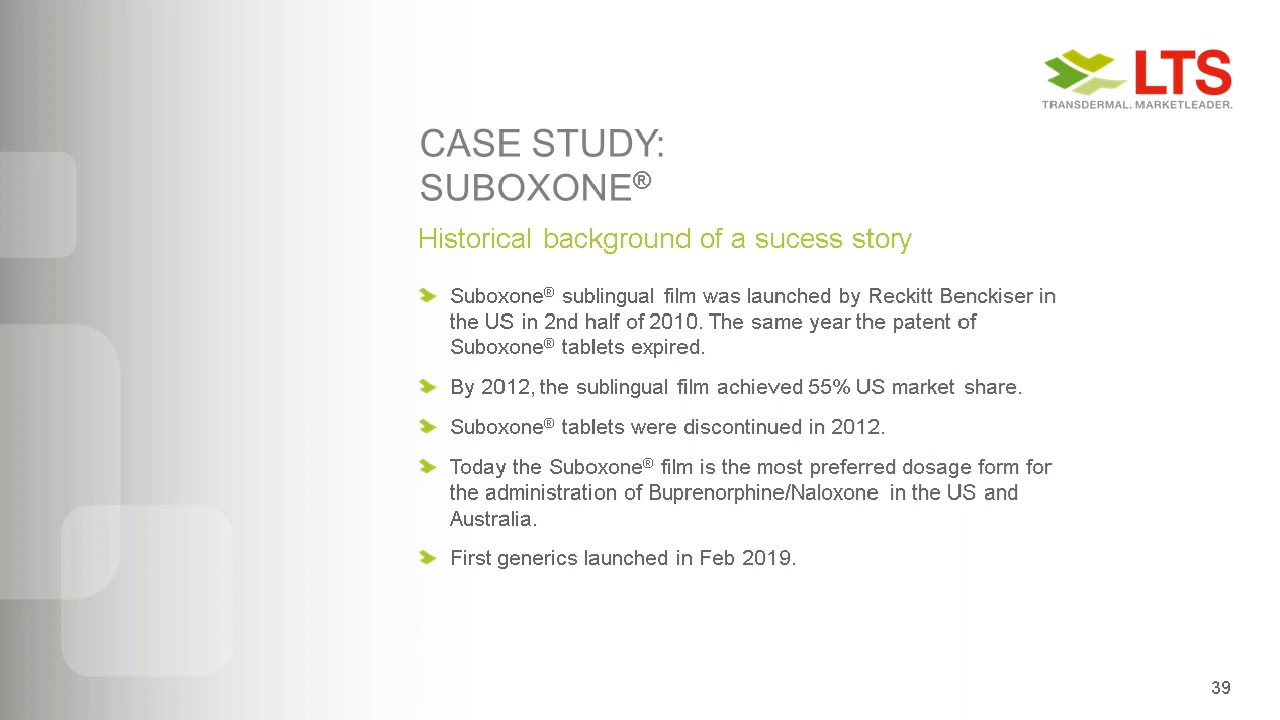 LTS
TRANSDERMAL. MARKETLEADER.
CASE STUDY:
SUBOXONE®
Historical background of a sucess story
Suboxone® sublingual film was launched by Reckitt Benckiser in
the US in 2nd half of 2010. The same year the patent of
Suboxone® tablets expired.
By 2012, the sublingual film achieved 55% US market share.
Suboxone® tablets were discontinued in 2012.
Today the Suboxone® film is the most preferred dosage form for
the administration of Buprenorphine/Naloxone in the US and
Australia.
First generics launched in Feb 2019.
39